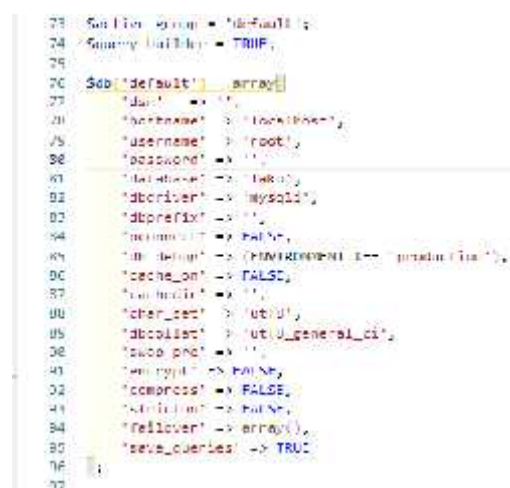 73 $active_group = 'default';
74 $query_builder = TRUE;
75
76 $db['default'] = array(
77 'dsn' => '',
78 'hostname' => 'localhost',
79 'username' => 'root',
80 'password' => '',
81 'database' =>
82 'dbdriver' => 'mysqli',
83 'dbprefix' => '',
84 'pconnect' => FALSE,
85 'db_debug' => (ENVIRONMENT !== 'production'),
86 'cache_on' => FALSE,
87 'cachedir' => '',
88 'char_set' => 'utf8',
89 'dbcollat' => 'utf8_general_ci',
90 'swap_pre' => '',
91 'encrypt' => FALSE,
92 'compress' => FALSE,
93 'stricton' => FALSE,
94 'failover' => array(),
95 'save_queries' => TRUE
96 );
97